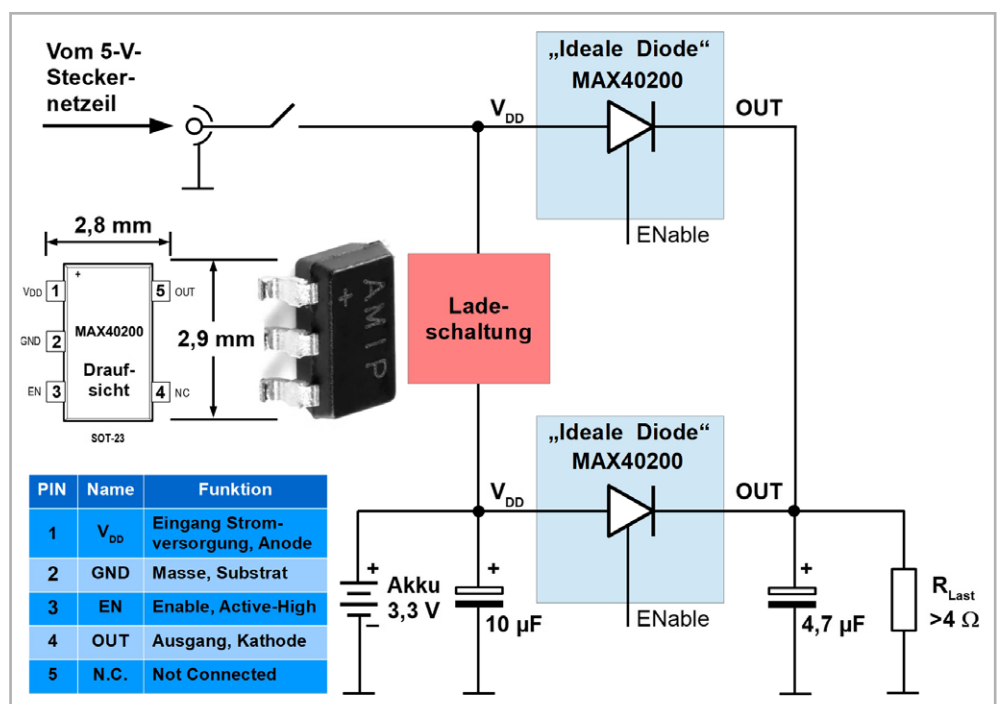 Vom 5-V-
Stecker-
netzeil
„Ideale Diode“
MAX40200
VDD
OUT
ENable
2,8 mm
+
VDD 1
5 OUT
MAX40200
GND 2
Drauf-
sicht
EN 3
4 NC
SOT-23
2,9 mm
AMIP
+
Lade-
schaltung
„Ideale Diode“
MAX40200
VDD
OUT
ENable
PIN Name Funktion
1 VDD Eingang Strom-
versorgung, Anode
2 GND Masse, Substrat
3 EN Enable, Active-High
4 OUT Ausgang, Kathode
5 N.C. Not Connected
+
Akku
3,3 V
–
+
10 µF
+
4,7 µF
RLast
>4 Ω